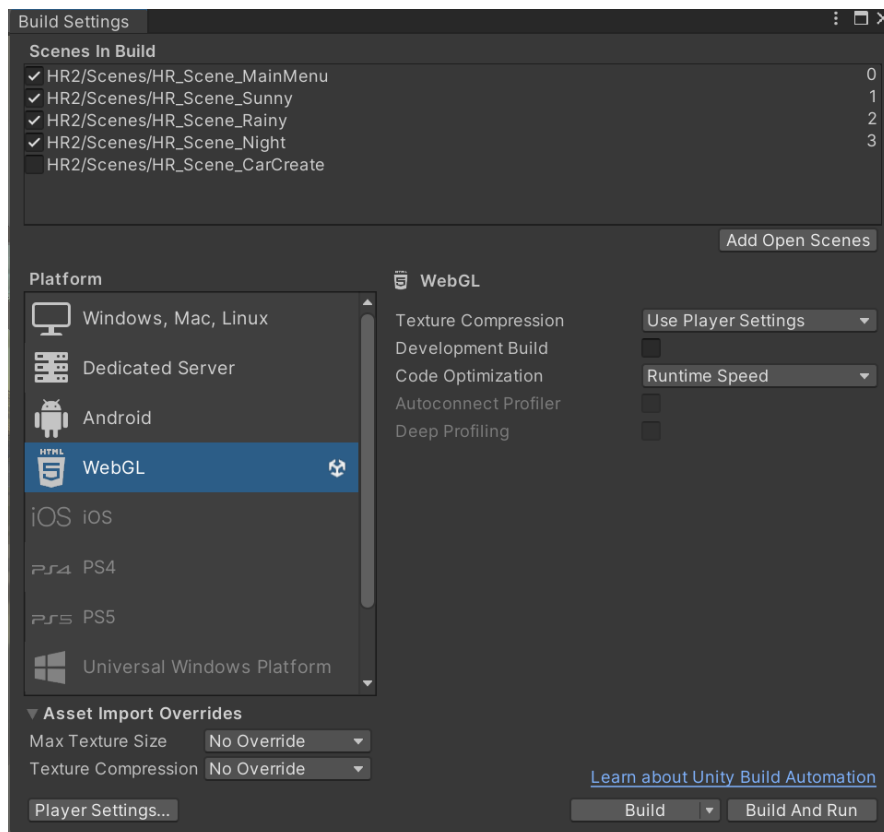 Build Settings
Scenes In Build
HR2/Scenes/HR_Scene_MainMenu 0
HR2/Scenes/HR_Scene_Sunny 1
HR2/Scenes/HR_Scene_Rainy 2
HR2/Scenes/HR_Scene_Night 3
HR2/Scenes/HR_Scene_CarCreate
Add Open Scenes
Platform
Windows, Mac, Linux
Dedicated Server
Android
HTML
5
WebGL
iOS iOS
PS4 PS4
PS5 PS5
Universal Windows Platform
WebGL
Texture Compression Use Player Settings
Development Build
Code Optimization Runtime Speed
Autoconnect Profiler
Deep Profiling
Asset Import Overrides
Max Texture Size No Override
Texture Compression No Override
Learn about Unity Build Automation
Player Settings... Build Build And Run